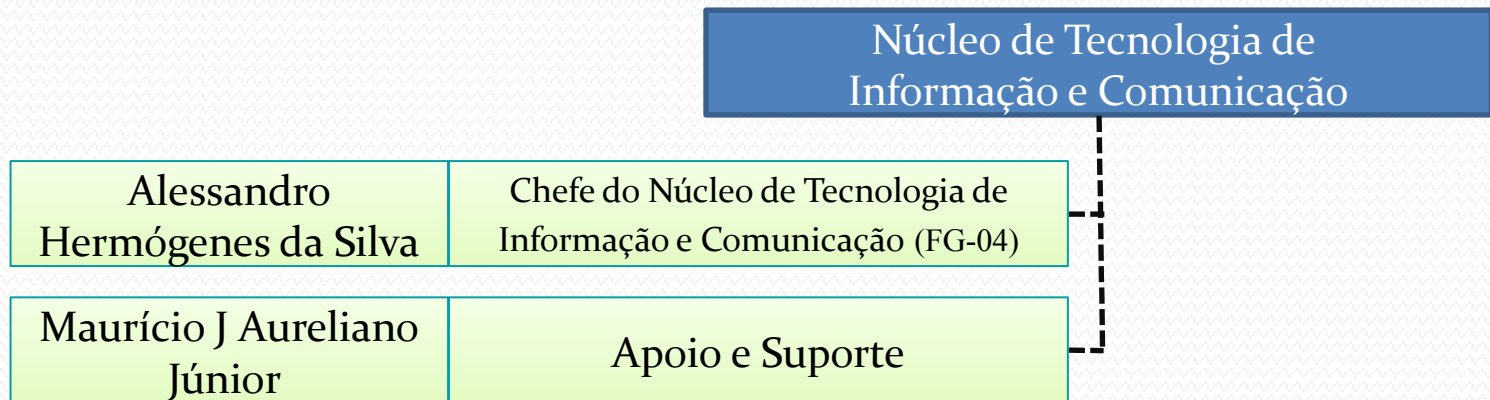 Núcleo de Tecnologia de
Informação e Comunicação
Alessandro
Hermógenes da Silva
Chefe do Núcleo de Tecnologia de
Informação e Comunicação (FG-04)
Maurício J Aureliano
Júnior
Apoio e Suporte